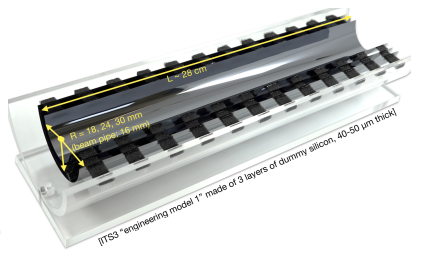 L ~ 28 cm
R = 18, 24, 30 mm
(beam pipe: 16 mm)
[ITS3 "engineering model 1" made of 3 layers of dummy silicon, 40-50 μm thick]